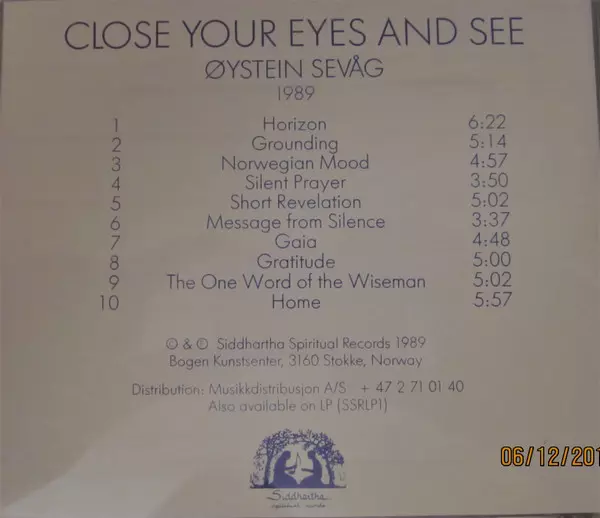 CLOSE YOUR EYES AND SEE
ØYSTEIN SEVÅG
1989
1 Horizon 6:22
2 Grounding 5:14
3 Norwegian Mood 4:57
4 Silent Prayer 3:50
5 Short Revelation 5:02
6 Message from Silence 3:37
7 Gaia 4:48
8 Gratitude 5:00
9 The One Word of the Wiseman 5:02
10 Home 5:57
© & ℗ Siddhartha Spiritual Records 1989
Bogen Kunstsenter, 3160 Stokke, Norway
Distribution: Musikkdistribusjon A/S + 47 2 71 01 40
Also available on LP (SSRLP1)
Siddhartha
spiritual records
06/12/201